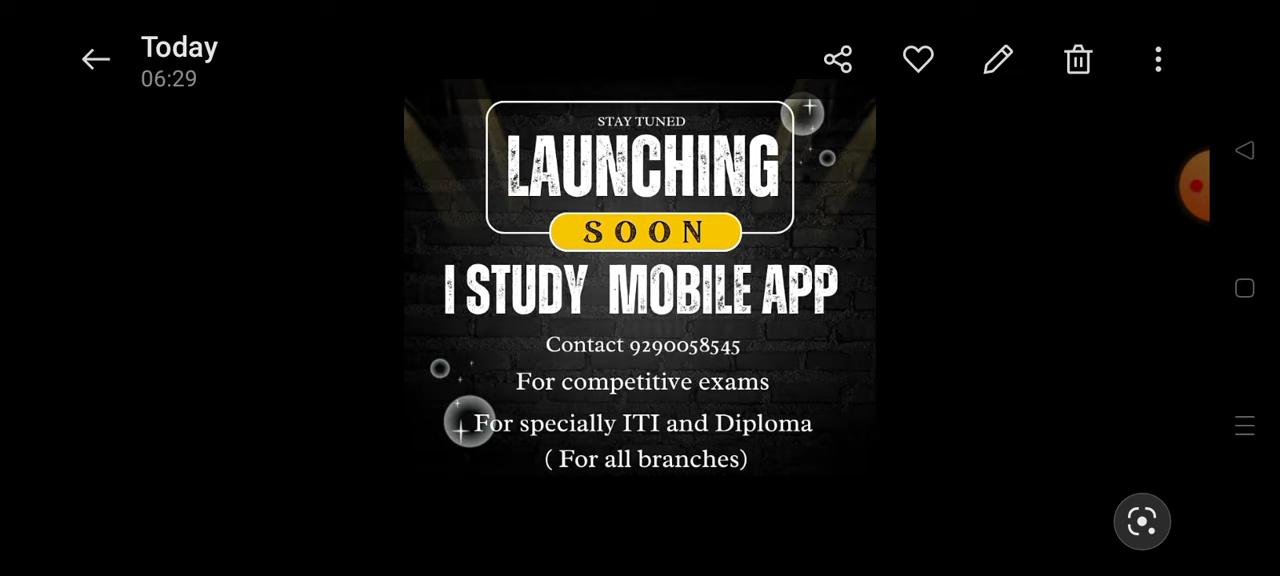 Today
06:29
STAY TUNED
LAUNCHING
SOON
I STUDY MOBILE APP
Contact 9290058545
For competitive exams
For specially ITI and Diploma
( For all branches)